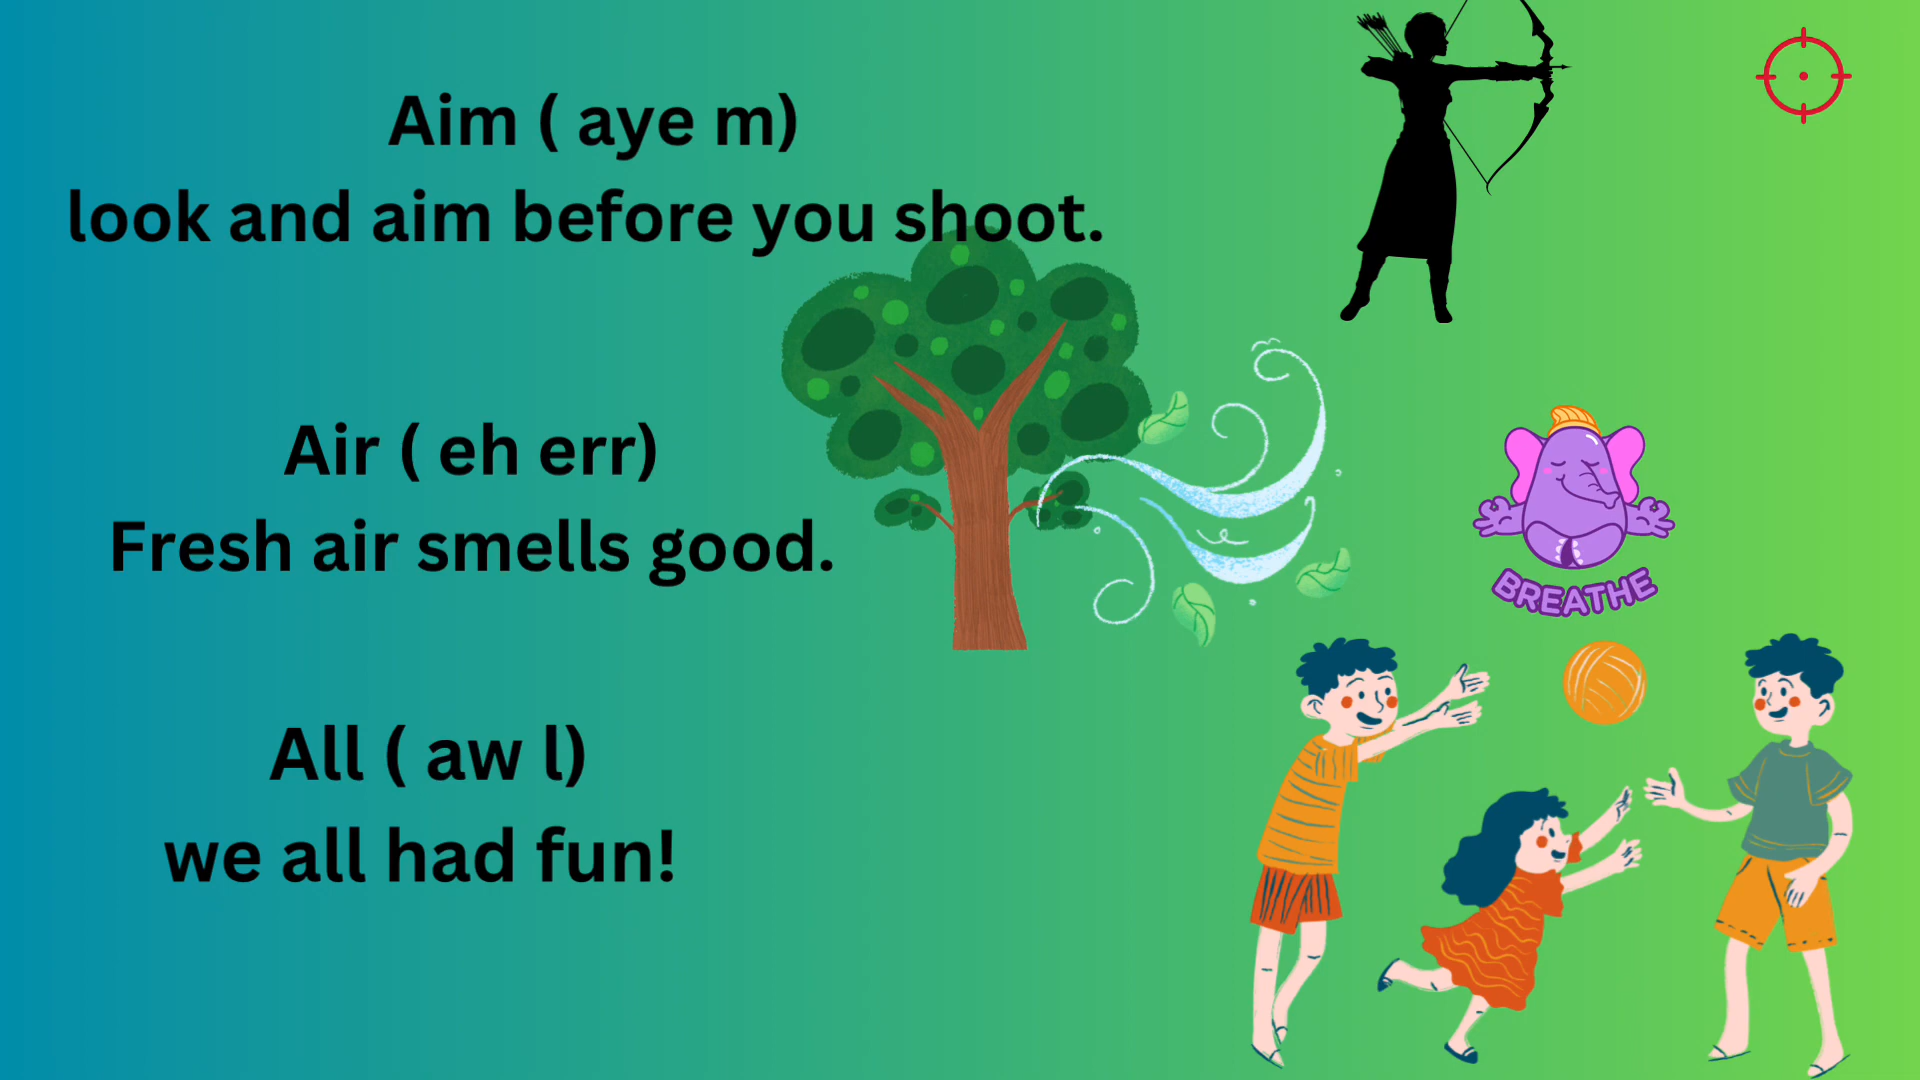 Aim ( aye m)
look and aim before you shoot.
Air ( eh err)
Fresh air smells good.
BREATHE
All ( aw l)
we all had fun!